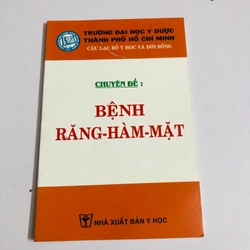 TRƯỜNG ĐẠI HỌC Y DƯỢC
THÀNH PHỐ HỒ CHÍ MINH
CÂU LẠC BỘ Y HỌC VÀ ĐỜI SỐNG
CHUYÊN ĐỀ :
BỆNH
RĂNG-HÀM-MẶT
NHÀ XUẤT BẢN Y HỌC